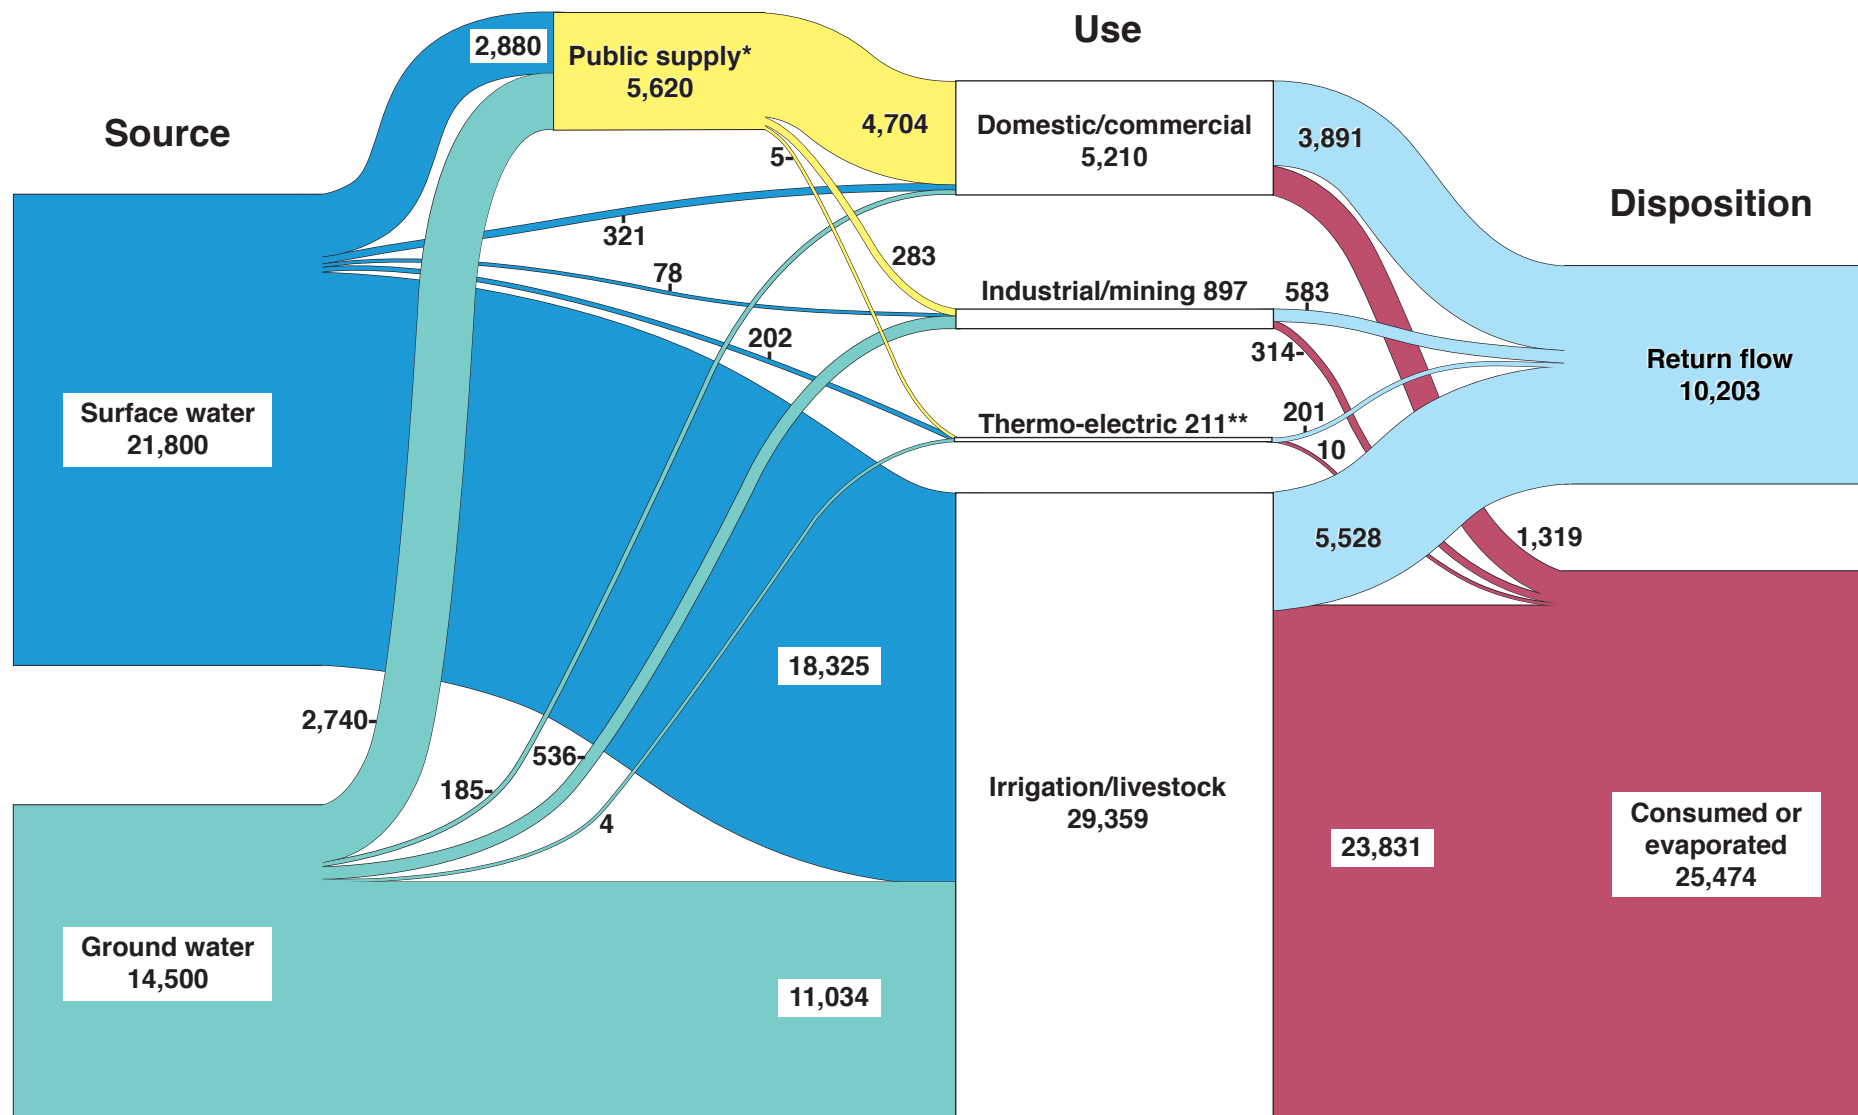 Use
2,880
Public supply*
5,620
Source
4,704
Domestic/commercial
5,210
3,891
5-
Disposition
321
283
78
Industrial/mining 897
583
202
314-
Return flow
10,203
Surface water
21,800
Thermo-electric 211**
201
10
5,528
1,319
18,325
2,740-
536-
185-
4
Irrigation/livestock
29,359
23,831
Consumed or
evaporated
25,474
Ground water
14,500
11,034